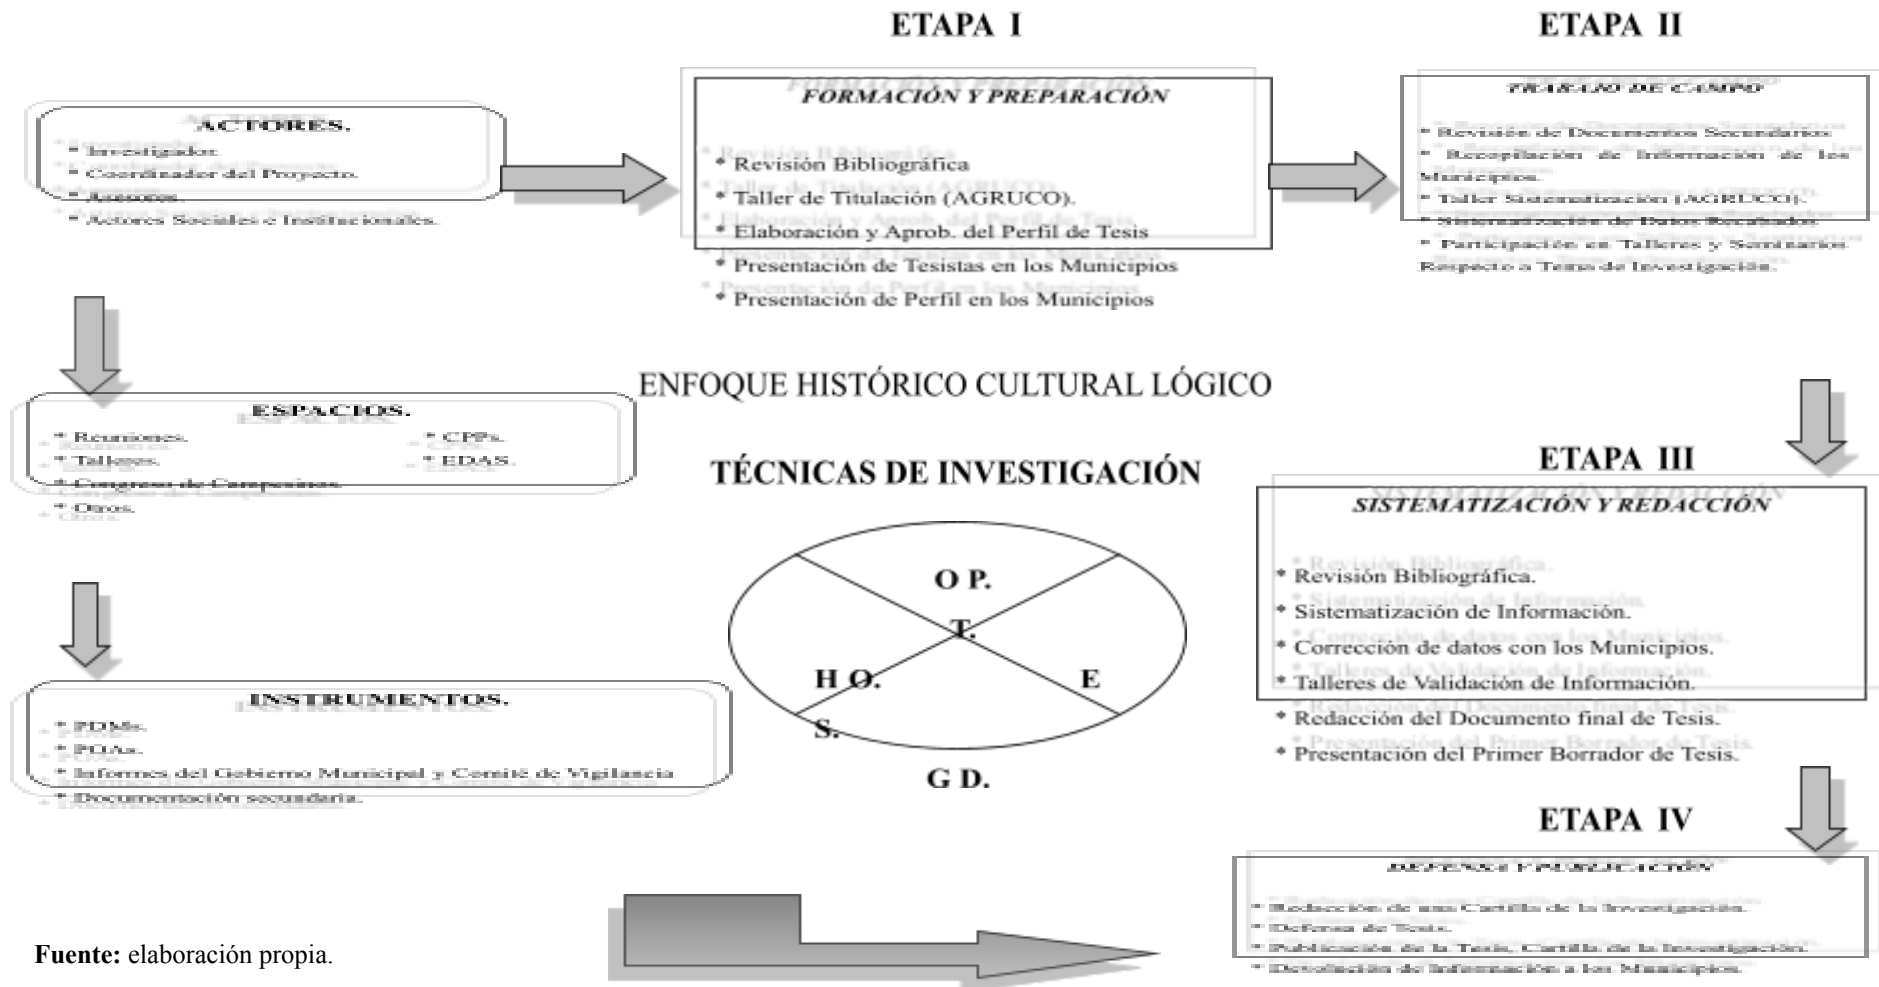 ETAPA I
FORMACIÓN Y PREPARACIÓN
* Revisión Bibliográfica
* Taller de Titulación (AGRUCO).
* Elaboración y Aprob. del Perfil de Tesis
* Presentación de Tesistas en los Municipios
* Presentación de Perfil en los Municipios
ETAPA II
TRABAJO DE CAMPO
* Revisión de Documentos Secundarios
* Recopilación de Información de los
Municipios.
* Taller Sistematización (AGRUCO).
* Sistematización de Datos Recabados
* Participación en Talleres y Seminarios
Respecto a Tema de Investigación.
ACTORES.
* Investigador.
* Coordinador del Proyecto.
* Asesores.
* Actores Sociales e Institucionales.
ENFOQUE HISTÓRICO CULTURAL LÓGICO
ESPACIOS.
* Reuniones.
* CPPs.
* Talleres.
* EDAS.
* Congreso de Campesinos.
* Otros.
TÉCNICAS DE INVESTIGACIÓN
O P.
T.
H O.
E
S.
G D.
ETAPA III
SISTEMATIZACIÓN Y REDACCIÓN
* Revisión Bibliográfica.
* Sistematización de Información.
* Corrección de datos con los Municipios.
* Talleres de Validación de Información.
* Redacción del Documento final de Tesis.
* Presentación del Primer Borrador de Tesis.
INSTRUMENTOS.
* PDMs.
* POAs.
* Informes del Gobierno Municipal y Comité de Vigilancia
* Documentación secundaria.
ETAPA IV
DEFENSA Y PUBLICACIÓN
* Redacción de una Cartilla de la Investigación.
* Defensa de Tesis.
* Publicación de la Tesis, Cartilla de la Investigación.
* Devolución de Información a los Municipios.
Fuente: elaboración propia.